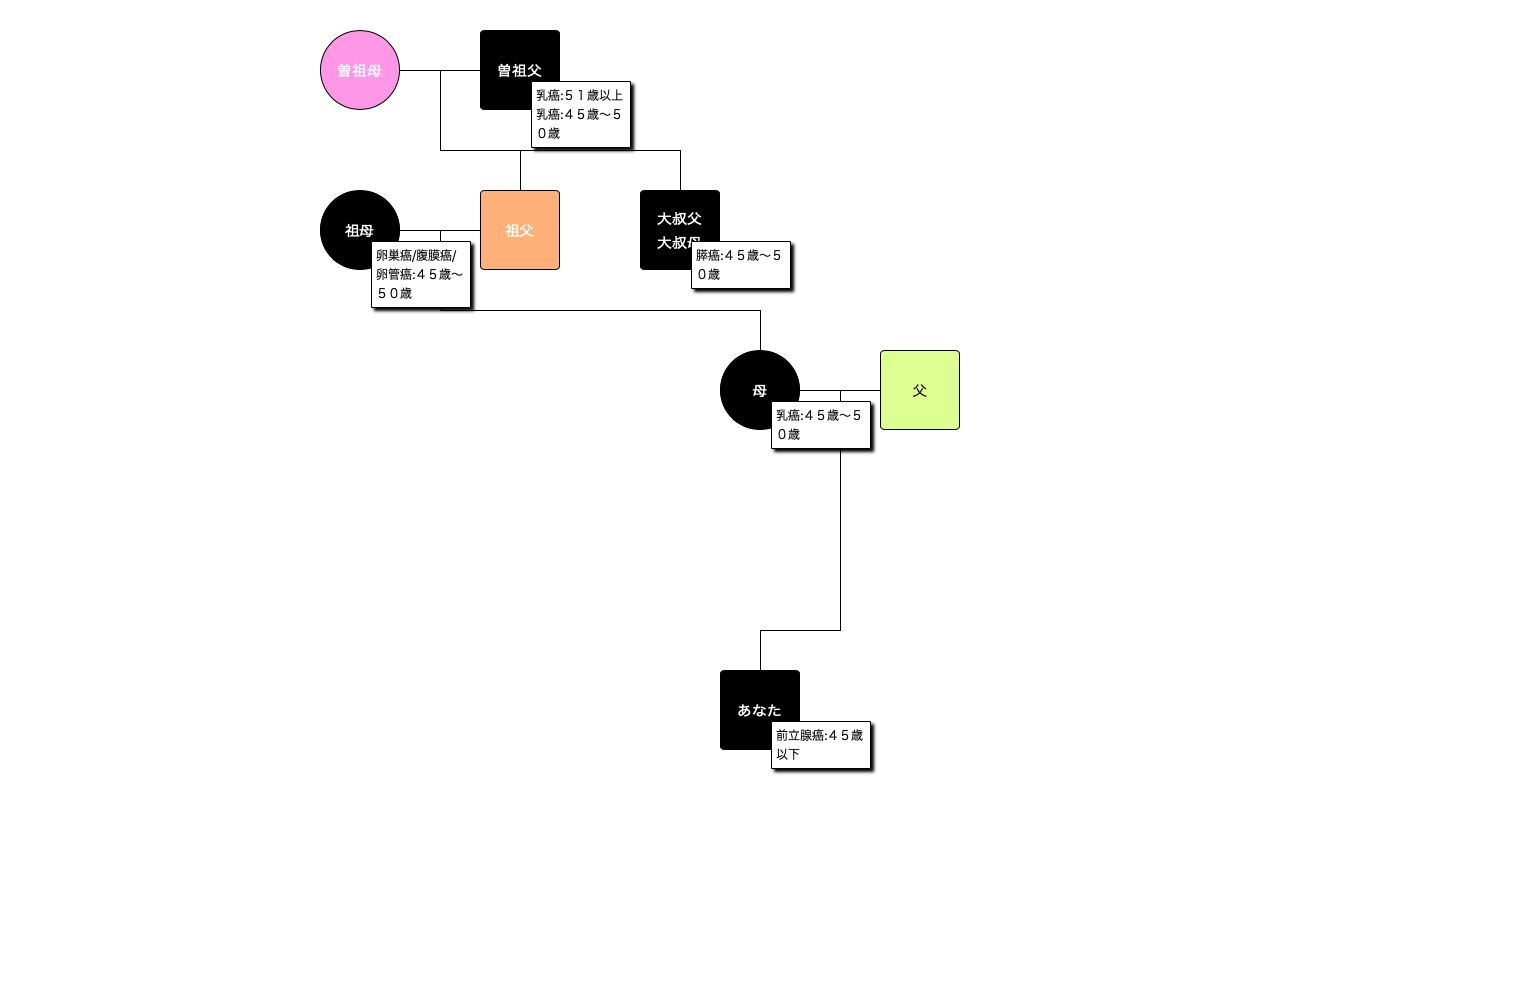 曽祖母
曽祖父
乳癌:５１歳以上
乳癌:４５歳〜５
０歳
祖母
祖父
大叔父
大叔母
卵巣癌/腹膜癌/
卵管癌:４５歳〜
５０歳
膵癌:４５歳〜５
０歳
母
父
乳癌:４５歳〜５
０歳
あなた
前立腺癌:４５歳
以下